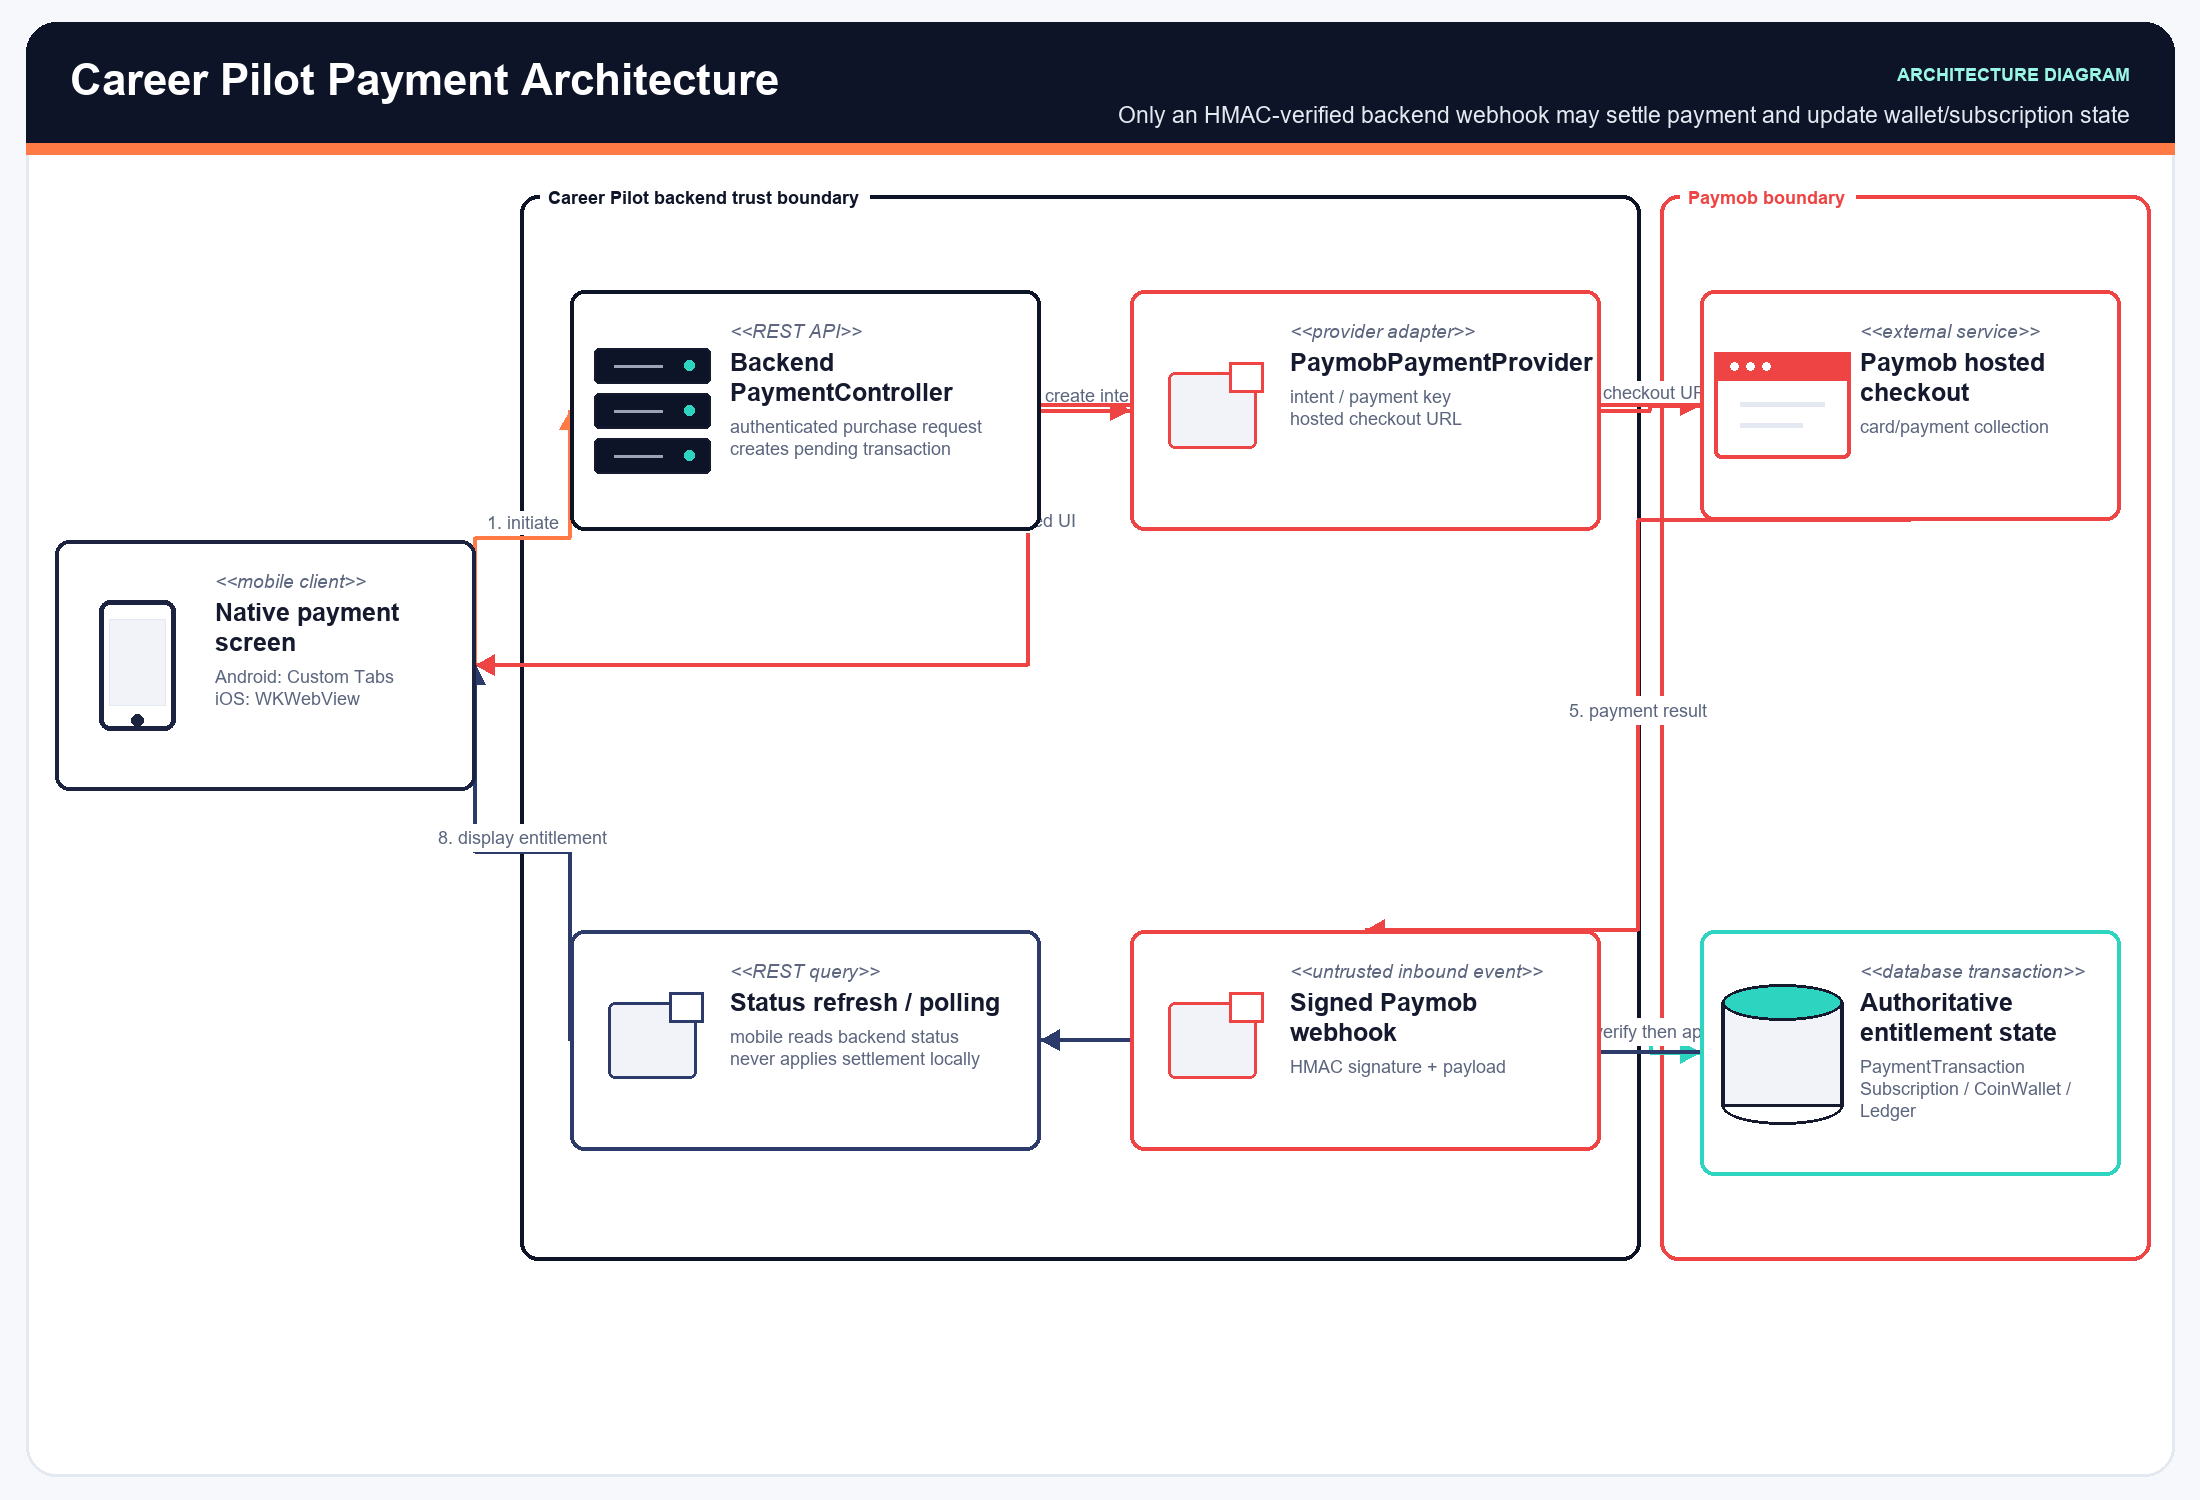 Career Pilot Payment Architecture
ARCHITECTURE DIAGRAM
Only an HMAC-verified backend webhook may settle payment and update wallet/subscription state
Career Pilot backend trust boundary
Paymob boundary
<<REST API>>
Backend
PaymentController
authenticated purchase request
creates pending transaction
create
<<provider adapter>>
PaymobPaymentProvider
intent / payment key
hosted checkout URL
checkout
<<external service>>
Paymob hosted
checkout
card/payment collection
1. initiate
UI
<<mobile client>>
Native payment
screen
Android: Custom Tabs
iOS: WKWebView
5. payment result
8. display entitlement
<<REST query>>
Status refresh / polling
mobile reads backend status
never applies settlement locally
<<untrusted inbound event>>
Signed Paymob
webhook
HMAC signature + payload
then
<<database transaction>>
Authoritative
entitlement state
PaymentTransaction
Subscription / CoinWallet /
Ledger